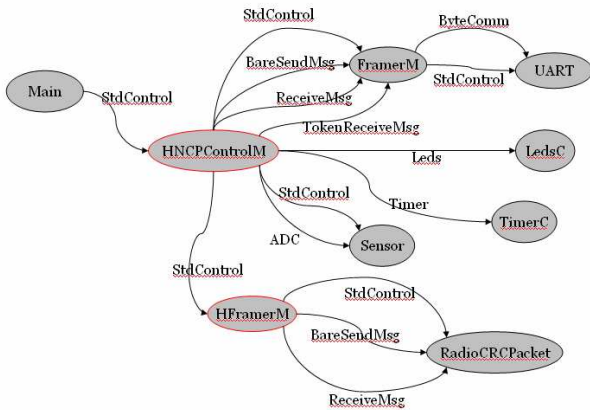 StdControl
ByteComm
BareSendMsg
FramerM
UART
StdControl
Main
StdControl
ReceiveMsg
TokenReceiveMsg
HNCPControlM
Leds
LedsC
StdControl
Timer
TimerC
ADC
Sensor
StdControl
StdControl
HFramerM
BareSendMsg
RadioCRCPacket
ReceiveMsg